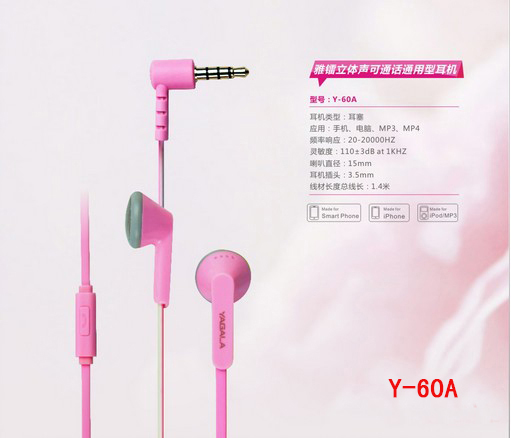 雅镭立体声可通话通用型耳机
型号：Y-60A
耳机类型：耳塞
应用：手机、电脑、MP3、MP4
频率响应：20-20000HZ
灵敏度：110±3dB at 1KHZ
喇叭直径：15mm
耳机插头：3.5mm
线材长度总线长：1.4米
Made for
Smart Phone
Made for
iPhone
Made for
iPod/MP3
YAGALA
Y-60A